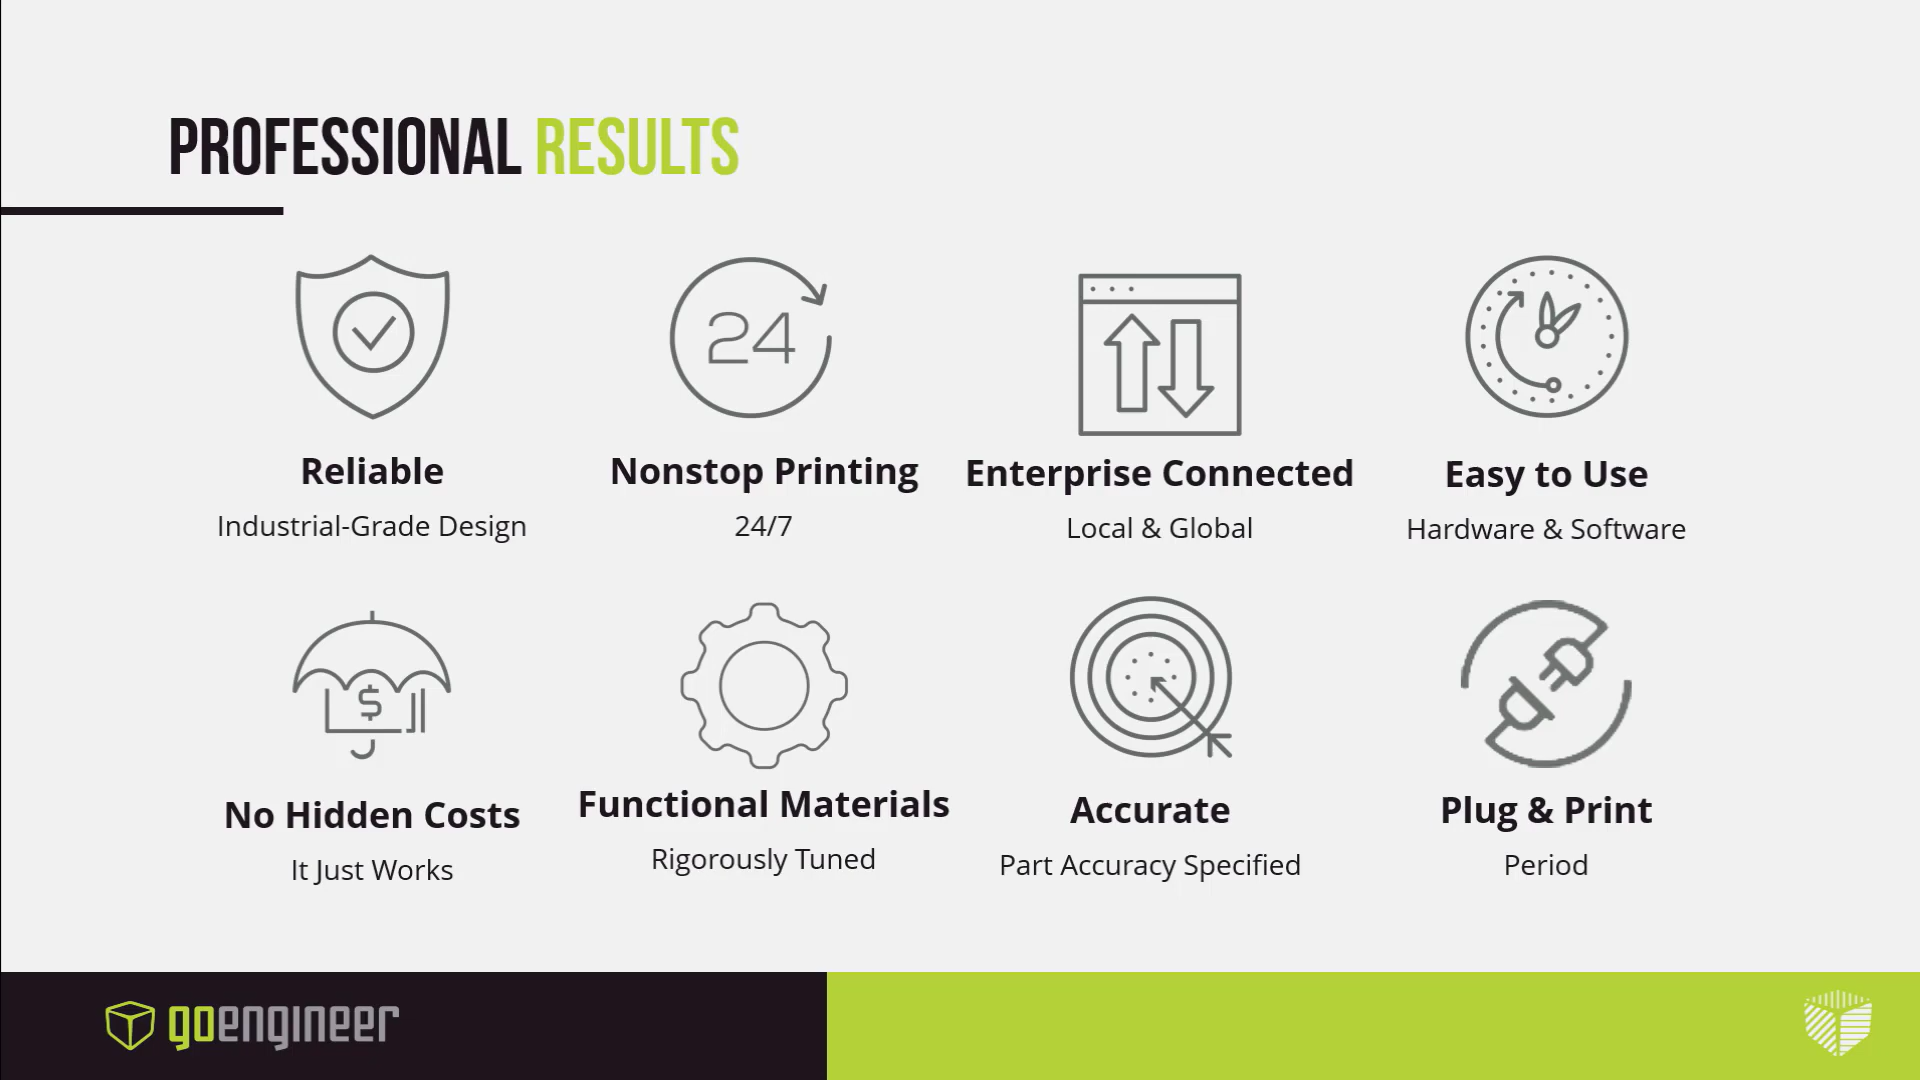 PROFESSIONAL RESULTS
24
Reliable
Industrial-Grade Design
Nonstop Printing
24/7
Enterprise Connected
Local & Global
Easy to Use
Hardware & Software
$
No Hidden Costs
It Just Works
Functional Materials
Rigorously Tuned
Accurate
Part Accuracy Specified
Plug & Print
Period
goengineer